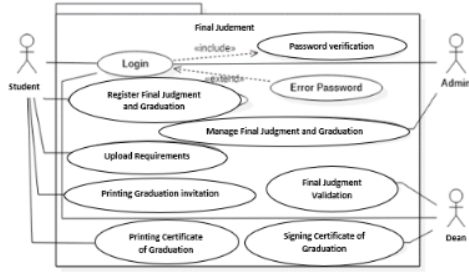 Final Judgement
«include»
Password verification
Login
«extend»
Error Password
Student
Admin
Register Final Judgment
and Graduation
Manage Final Judgment and Graduation
Upload Requirements
Final Judgment
Validation
Printing Graduation invitation
Dean
Printing Certificate
of Graduation
Signing Certificate of
Graduation